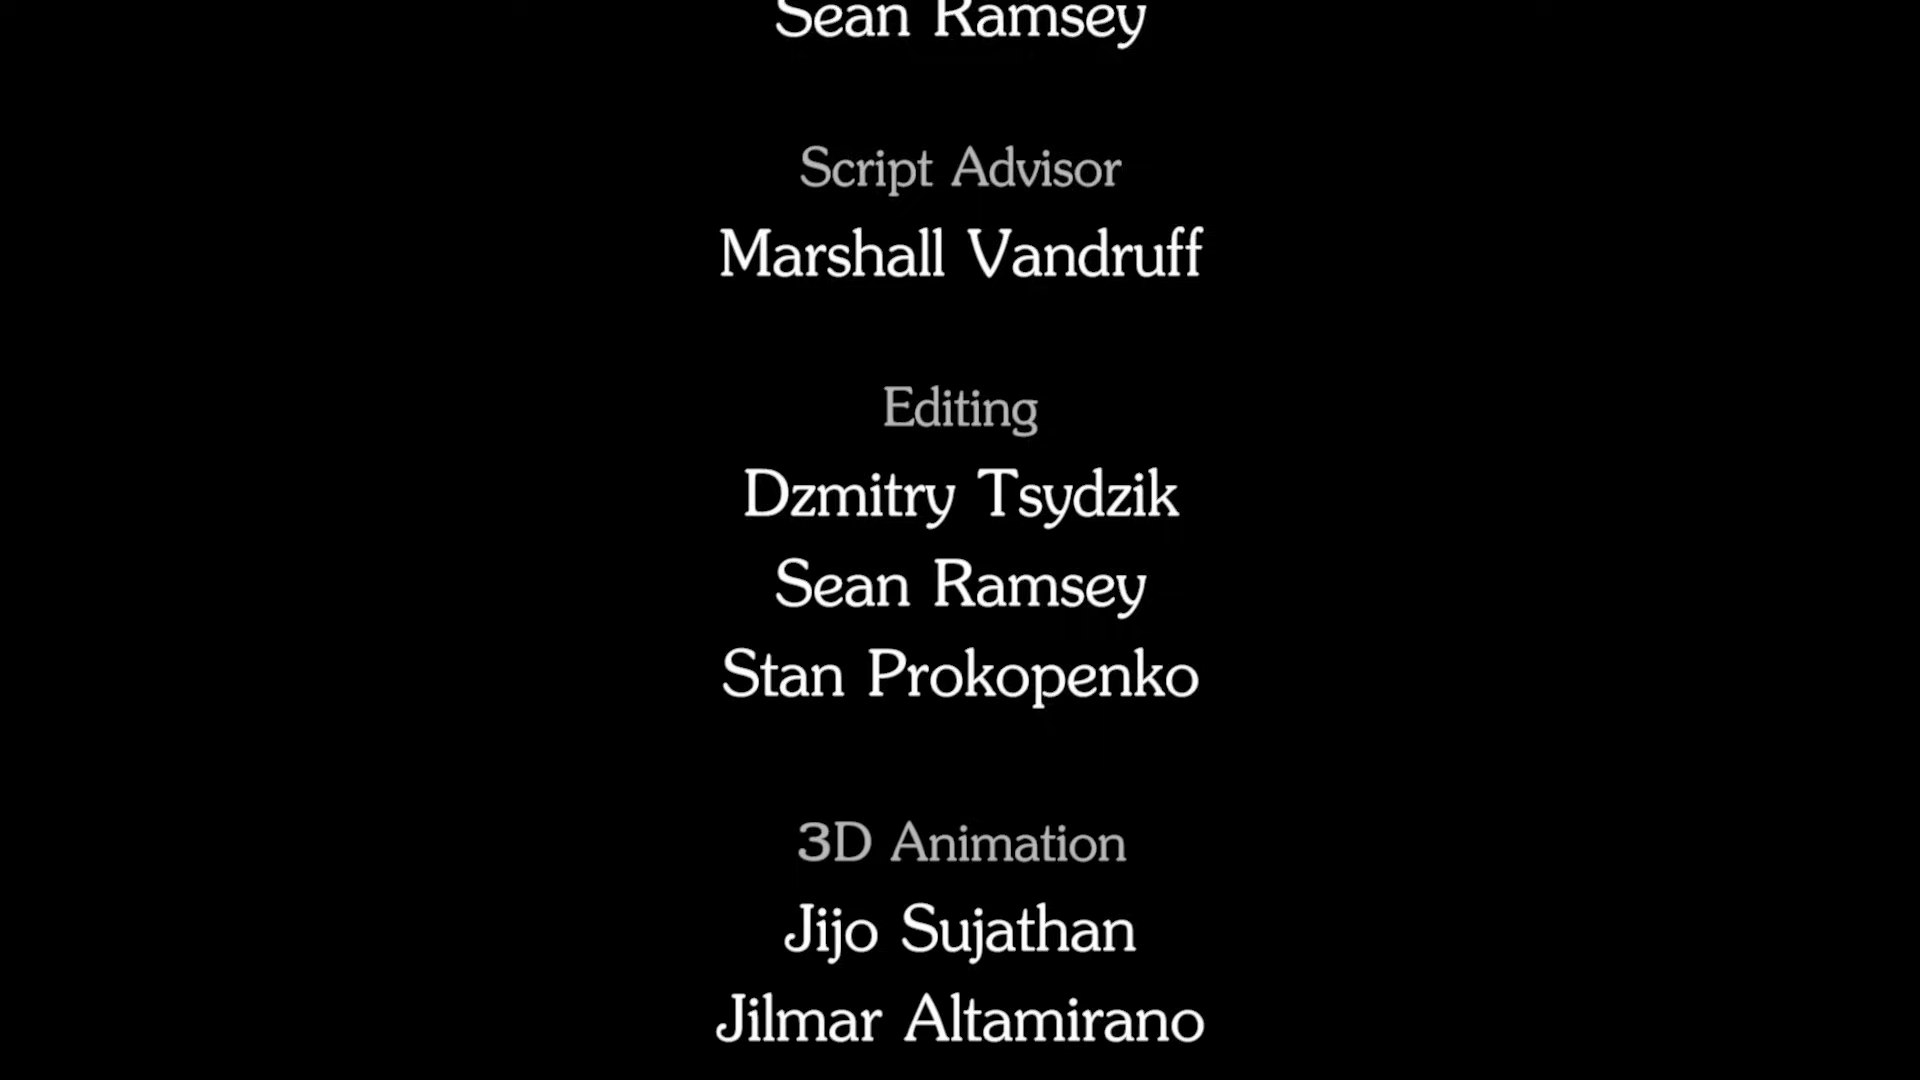 Sean Ramsey
Script Advisor
Marshall Vandruff
Editing
Dzmitry Tsydzik
Sean Ramsey
Stan Prokopenko
3D Animation
Jijo Sujathan
Jilmar Altamirano